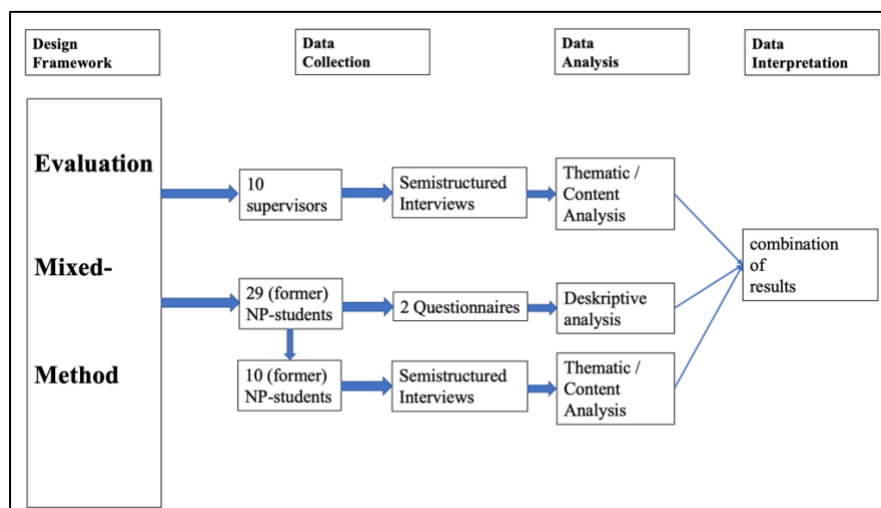 Design
Framework
Data
Collection
Data
Analysis
Data
Interpretation
Evaluation
Mixed-
Method
10
supervisors
Semistructured
Interviews
Thematic /
Content
Analysis
29 (former)
NP-students
2 Questionnaires
Deskriptive
analysis
10 (former)
NP-students
Semistructured
Interviews
Thematic /
Content
Analysis
combination
of
results